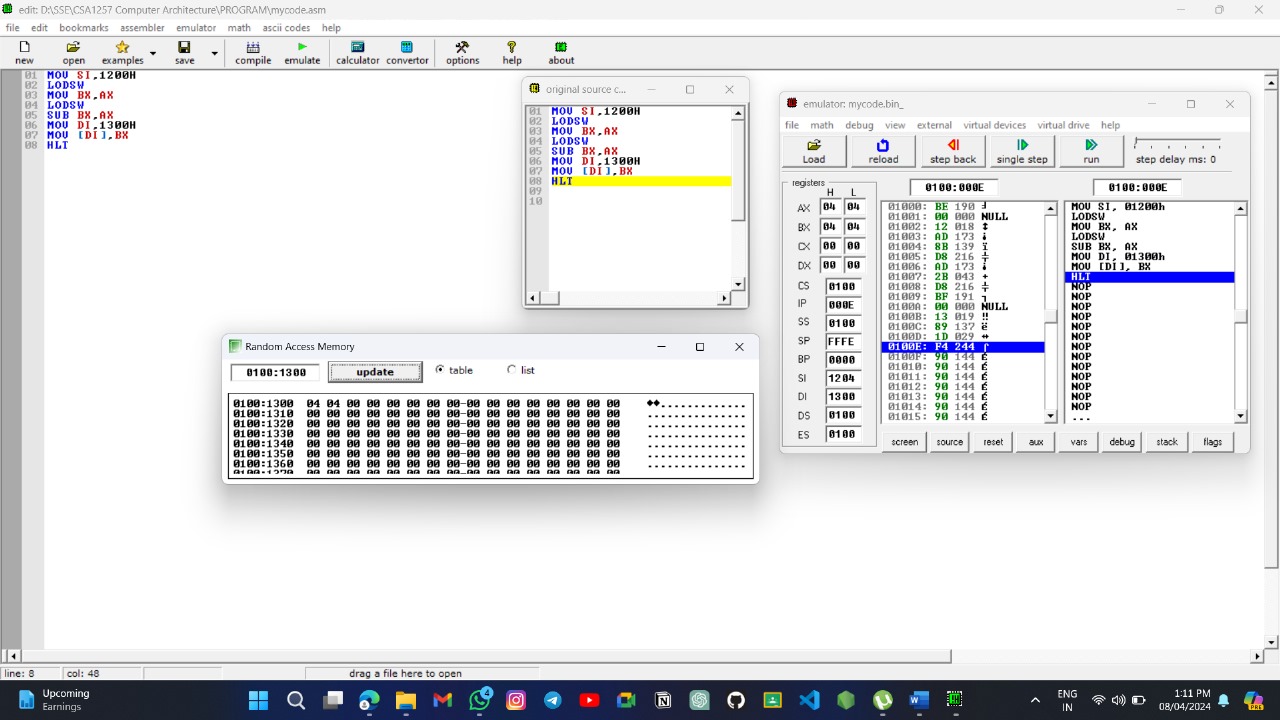 edit: D:\SSE\CSA1257 Computer Architecture\PROGRAM\mycode.asm
file edit bookmarks assembler emulator math ascii codes help
new open examples save compile emulate calculator convertor options help about
01 MOV SI,1200H
02 LODSW
03 MOV BX,AX
04 LODSW
05 SUB BX,AX
06 MOV DI,1300H
07 MOV [DI],BX
08 HLT
original source c...
01 MOV SI,1200H
02 LODSW
03 MOV BX,AX
04 LODSW
05 SUB BX,AX
06 MOV DI,1300H
07 MOV [DI],BX
08 HLT
09
10
emulator: mycode.bin_
file math debug view external virtual devices virtual drive help
Load reload step back single step run step delay ms: 0
registers
H L
AX 04 04
BX 04 04
CX 00 00
DX 00 00
CS 0100
IP 000E
SS 0100
SP FFFE
BP 0000
SI 1204
DI 1300
DS 0100
ES 0100
0100:000E
01000: BE 190 ╛
01001: 00 000 NULL
01002: 12 018 ↕
01003: AD 173 ¡
01004: 8B 139 ï
01005: D8 216 ╪
01006: AD 173 ¡
01007: 2B 043 +
01008: D8 216 ╪
01009: BF 191 ┐
0100A: 00 000 NULL
0100B: 13 019 ‼
0100C: 89 137 ë
0100D: 1D 029 ↔
0100E: F4 244 ⌠
0100F: 90 144 É
01010: 90 144 É
01011: 90 144 É
01012: 90 144 É
01013: 90 144 É
01014: 90 144 É
01015: 90 144 É
0100:000E
MOV SI, 01200h
LODSW
MOV BX, AX
LODSW
SUB BX, AX
MOV DI, 01300h
MOV [DI], BX
HLT
NOP
NOP
NOP
NOP
NOP
NOP
NOP
NOP
NOP
NOP
NOP
NOP
NOP
...
screen source reset aux vars debug stack flags
Random Access Memory
0100:1300 update table list
0100:1300 04 04 00 00 00 00 00 00-00 00 00 00 00 00 00 00 ♦♦..............
0100:1310 00 00 00 00 00 00 00 00-00 00 00 00 00 00 00 00 ................
0100:1320 00 00 00 00 00 00 00 00-00 00 00 00 00 00 00 00 ................
0100:1330 00 00 00 00 00 00 00 00-00 00 00 00 00 00 00 00 ................
0100:1340 00 00 00 00 00 00 00 00-00 00 00 00 00 00 00 00 ................
0100:1350 00 00 00 00 00 00 00 00-00 00 00 00 00 00 00 00 ................
0100:1360 00 00 00 00 00 00 00 00-00 00 00 00 00 00 00 00 ................
0100:1370 00 00 00 00 00 00 00 00-00 00 00 00 00 00 00 00
line: 8 col: 48 drag a file here to open
Upcoming
Earnings
4
ENG
IN
1:11 PM
08/04/2024
PRE